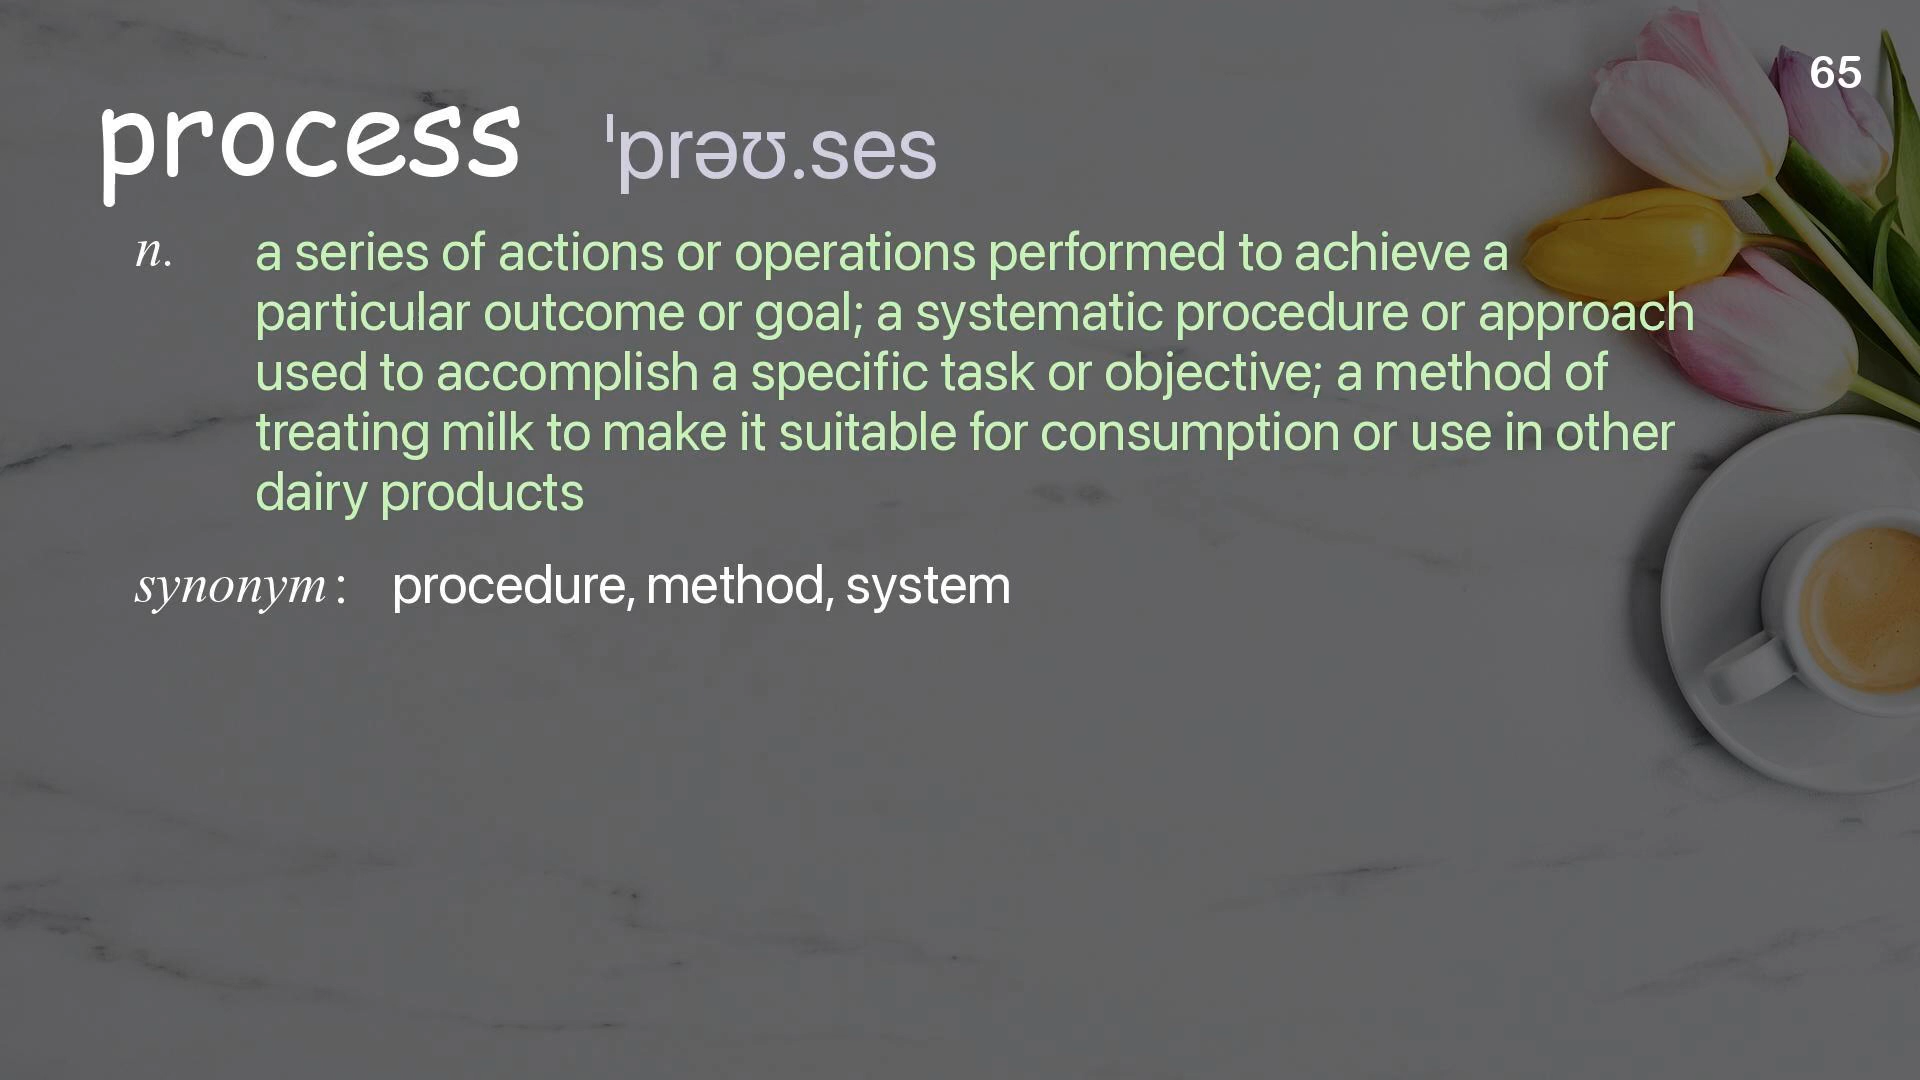 65
process ˈprəʊ.ses
n. a series of actions or operations performed to achieve a
particular outcome or goal; a systematic procedure or approach
used to accomplish a specific task or objective; a method of
treating milk to make it suitable for consumption or use in other
dairy products
synonym: procedure, method, system